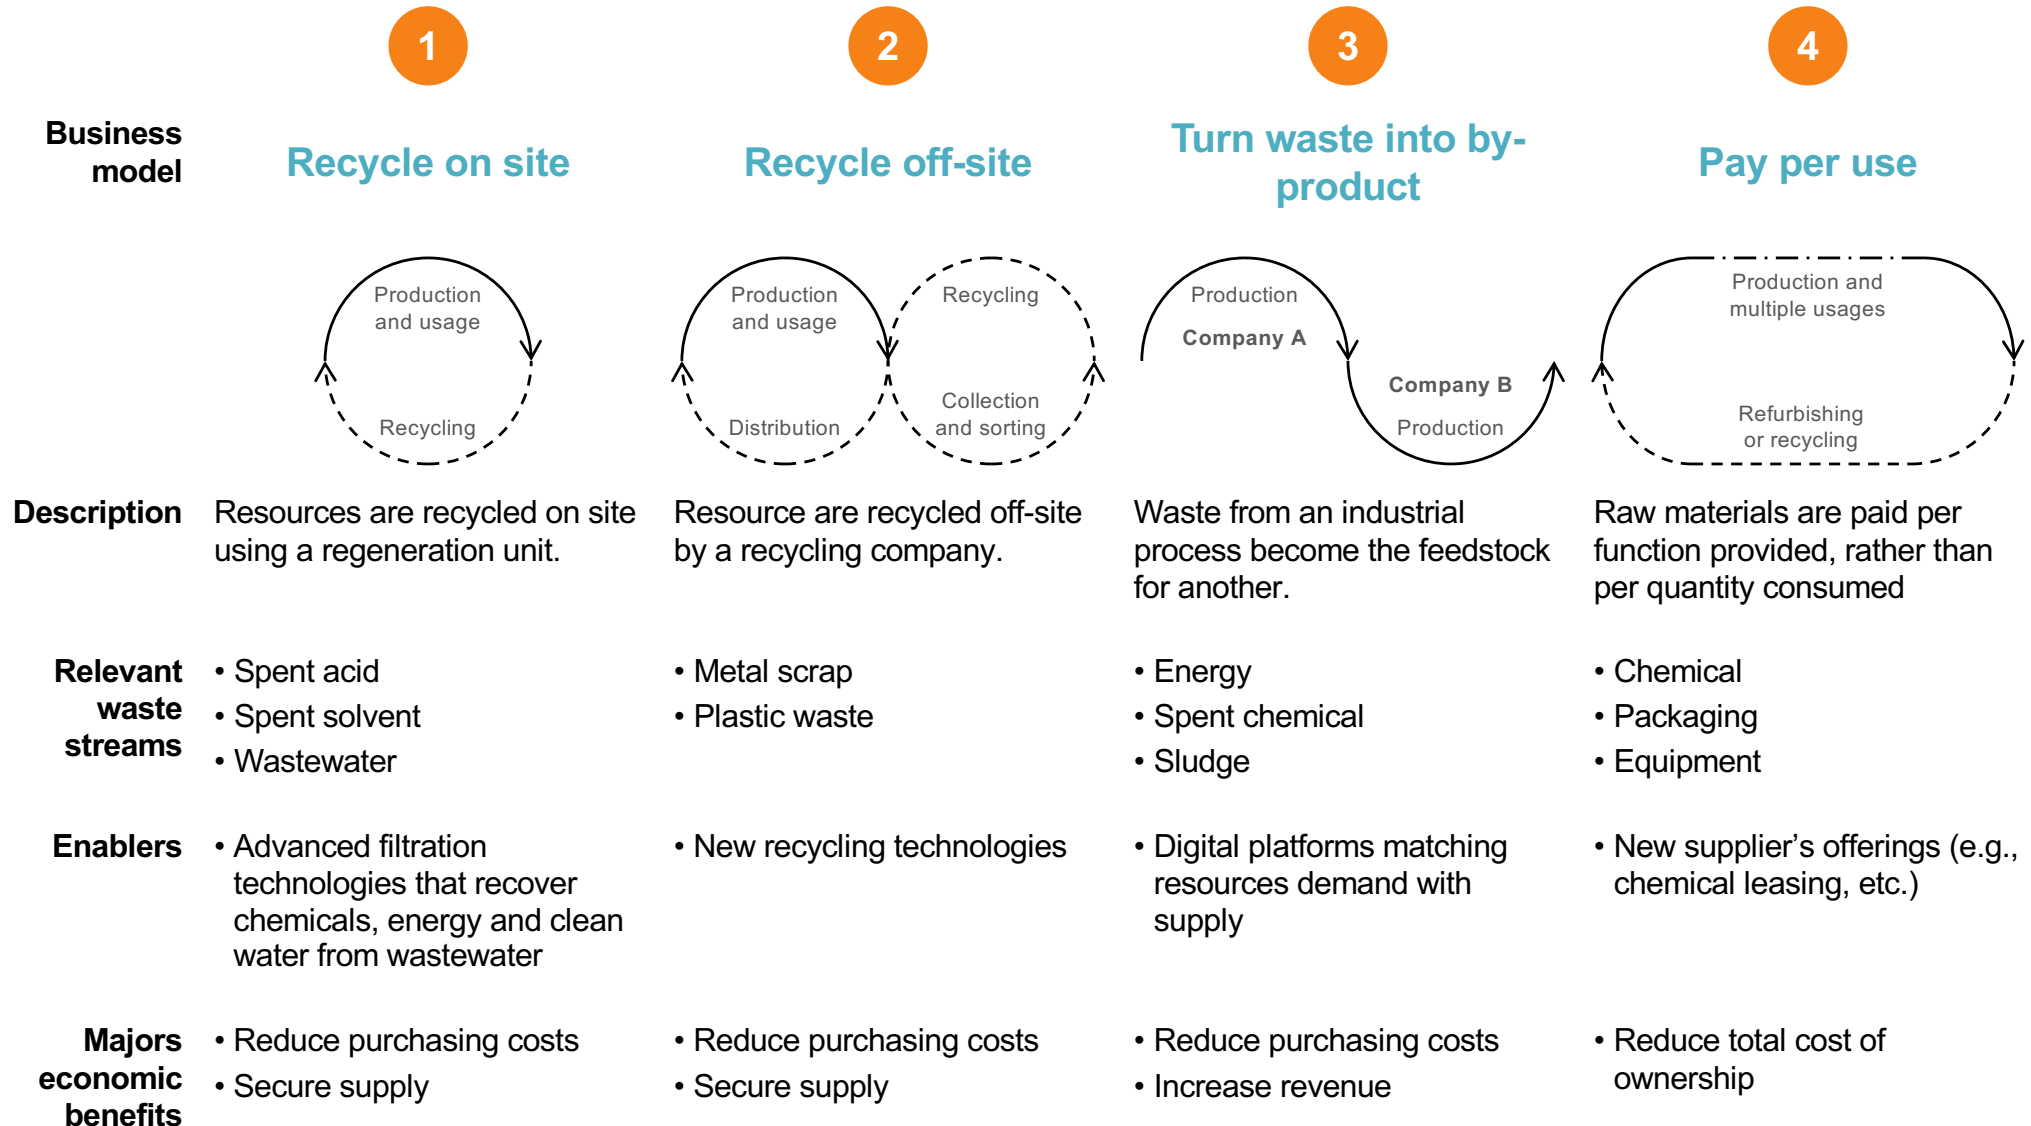 1
2
3
4
Business
model
Recycle on site
Recycle off-site
Turn waste into by-
product
Pay per use
Production
and usage
Recycling
Production
and usage
Distribution
Recycling
Collection
and sorting
Production
Company A
Company B
Production
Production and
multiple usages
Refurbishing
or recycling
Description
Resources are recycled on site
using a regeneration unit.
Resource are recycled off-site
by a recycling company.
Waste from an industrial
process become the feedstock
for another.
Raw materials are paid per
function provided, rather than
per quantity consumed
Relevant
waste
streams
• Spent acid
• Spent solvent
• Wastewater
• Metal scrap
• Plastic waste
• Energy
• Spent chemical
• Sludge
• Chemical
• Packaging
• Equipment
Enablers
• Advanced filtration
technologies that recover
chemicals, energy and clean
water from wastewater
• New recycling technologies
• Digital platforms matching
resources demand with
supply
• New supplier’s offerings (e.g.,
chemical leasing, etc.)
Majors
economic
benefits
• Reduce purchasing costs
• Secure supply
• Reduce purchasing costs
• Secure supply
• Reduce purchasing costs
• Increase revenue
• Reduce total cost of
ownership